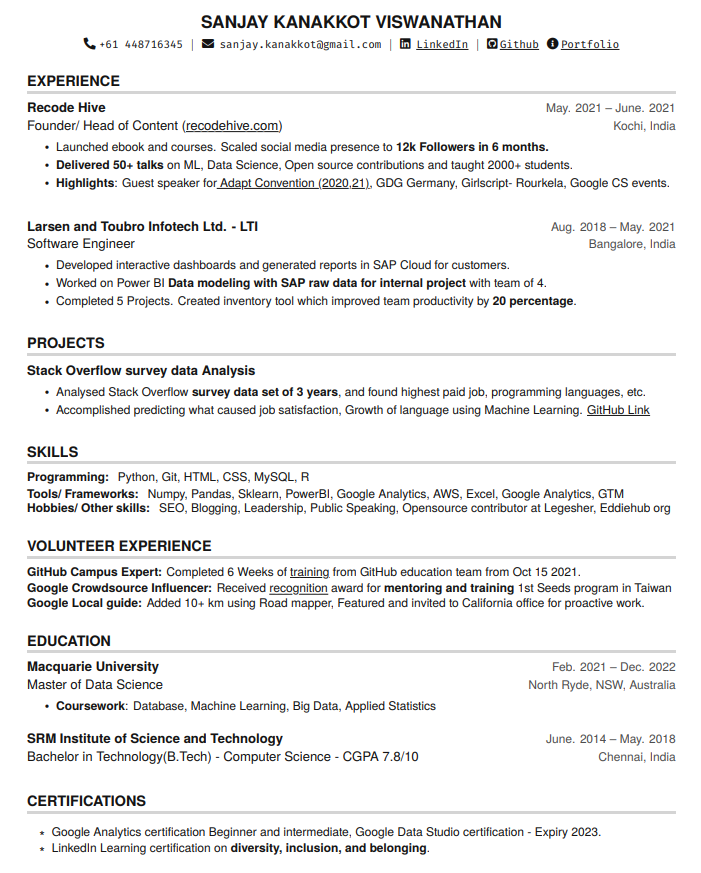 SANJAY KANAKKOT VISWANATHAN
+61 448716345 | sanjay.kanakkot@gmail.com | LinkedIn | Github Portfolio
EXPERIENCE
Recode Hive May. 2021 – June. 2021
Founder/ Head of Content (recodehive.com) Kochi, India
• Launched ebook and courses. Scaled social media presence to 12k Followers in 6 months.
• Delivered 50+ talks on ML, Data Science, Open source contributions and taught 2000+ students.
• Highlights: Guest speaker for Adapt Convention (2020,21), GDG Germany, Girlscript- Rourkela, Google CS events.
Larsen and Toubro Infotech Ltd. - LTI Aug. 2018 – May. 2021
Software Engineer Bangalore, India
• Developed interactive dashboards and generated reports in SAP Cloud for customers.
• Worked on Power BI Data modeling with SAP raw data for internal project with team of 4.
• Completed 5 Projects. Created inventory tool which improved team productivity by 20 percentage.
PROJECTS
Stack Overflow survey data Analysis
• Analysed Stack Overflow survey data set of 3 years, and found highest paid job, programming languages, etc.
• Accomplished predicting what caused job satisfaction, Growth of language using Machine Learning. GitHub Link
SKILLS
Programming: Python, Git, HTML, CSS, MySQL, R
Tools/ Frameworks: Numpy, Pandas, Sklearn, PowerBI, Google Analytics, AWS, Excel, Google Analytics, GTM
Hobbies/ Other skills: SEO, Blogging, Leadership, Public Speaking, Opensource contributor at Legesher, Eddiehub org
VOLUNTEER EXPERIENCE
GitHub Campus Expert: Completed 6 Weeks of training from GitHub education team from Oct 15 2021.
Google Crowdsource Influencer: Received recognition award for mentoring and training 1st Seeds program in Taiwan
Google Local guide: Added 10+ km using Road mapper, Featured and invited to California office for proactive work.
EDUCATION
Macquarie University Feb. 2021 – Dec. 2022
Master of Data Science North Ryde, NSW, Australia
• Coursework: Database, Machine Learning, Big Data, Applied Statistics
SRM Institute of Science and Technology June. 2014 – May. 2018
Bachelor in Technology(B.Tech) - Computer Science - CGPA 7.8/10 Chennai, India
CERTIFICATIONS
* Google Analytics certification Beginner and intermediate, Google Data Studio certification - Expiry 2023.
* LinkedIn Learning certification on diversity, inclusion, and belonging.